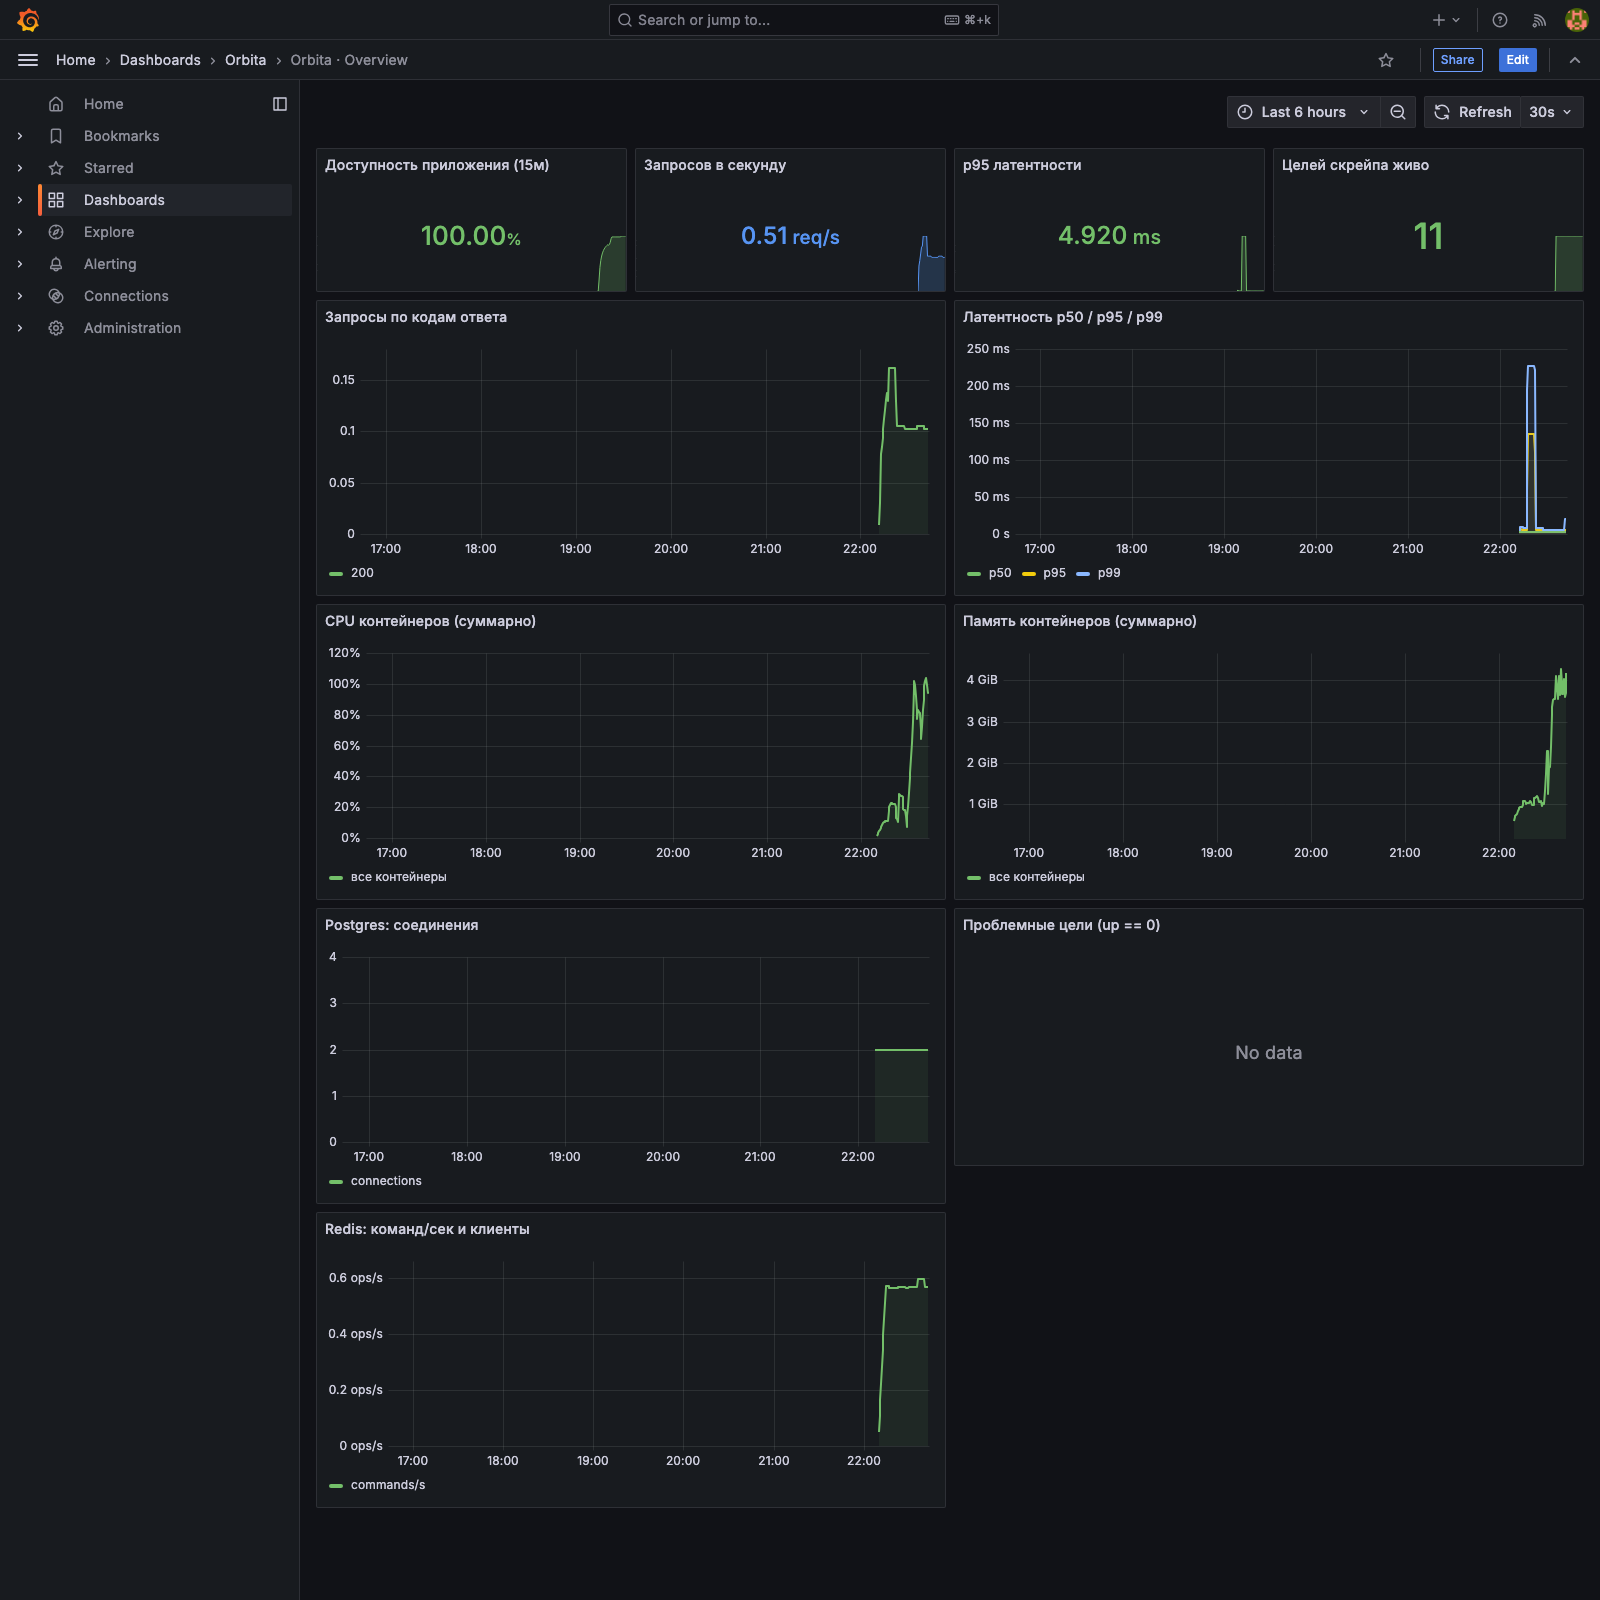 Search or jump to...
⌘+k
Home › Dashboards › Orbita › Orbita · Overview
Share
Edit
Home
Bookmarks
Starred
Dashboards
Explore
Alerting
Connections
Administration
Last 6 hours
Refresh
30s
Доступность приложения (15м)
100.00%
Запросов в секунду
0.51 req/s
p95 латентности
4.920 ms
Целей скрейпа живо
11
Запросы по кодам ответа
0.15
0.1
0.05
0
17:00 18:00 19:00 20:00 21:00 22:00
200
Латентность p50 / p95 / p99
250 ms
200 ms
150 ms
100 ms
50 ms
0 s
17:00 18:00 19:00 20:00 21:00 22:00
p50 p95 p99
CPU контейнеров (суммарно)
120%
100%
80%
60%
40%
20%
0%
17:00 18:00 19:00 20:00 21:00 22:00
все контейнеры
Память контейнеров (суммарно)
4 GiB
3 GiB
2 GiB
1 GiB
17:00 18:00 19:00 20:00 21:00 22:00
все контейнеры
Postgres: соединения
4
3
2
1
0
17:00 18:00 19:00 20:00 21:00 22:00
connections
Проблемные цели (up == 0)
No data
Redis: команд/сек и клиенты
0.6 ops/s
0.4 ops/s
0.2 ops/s
0 ops/s
17:00 18:00 19:00 20:00 21:00 22:00
commands/s